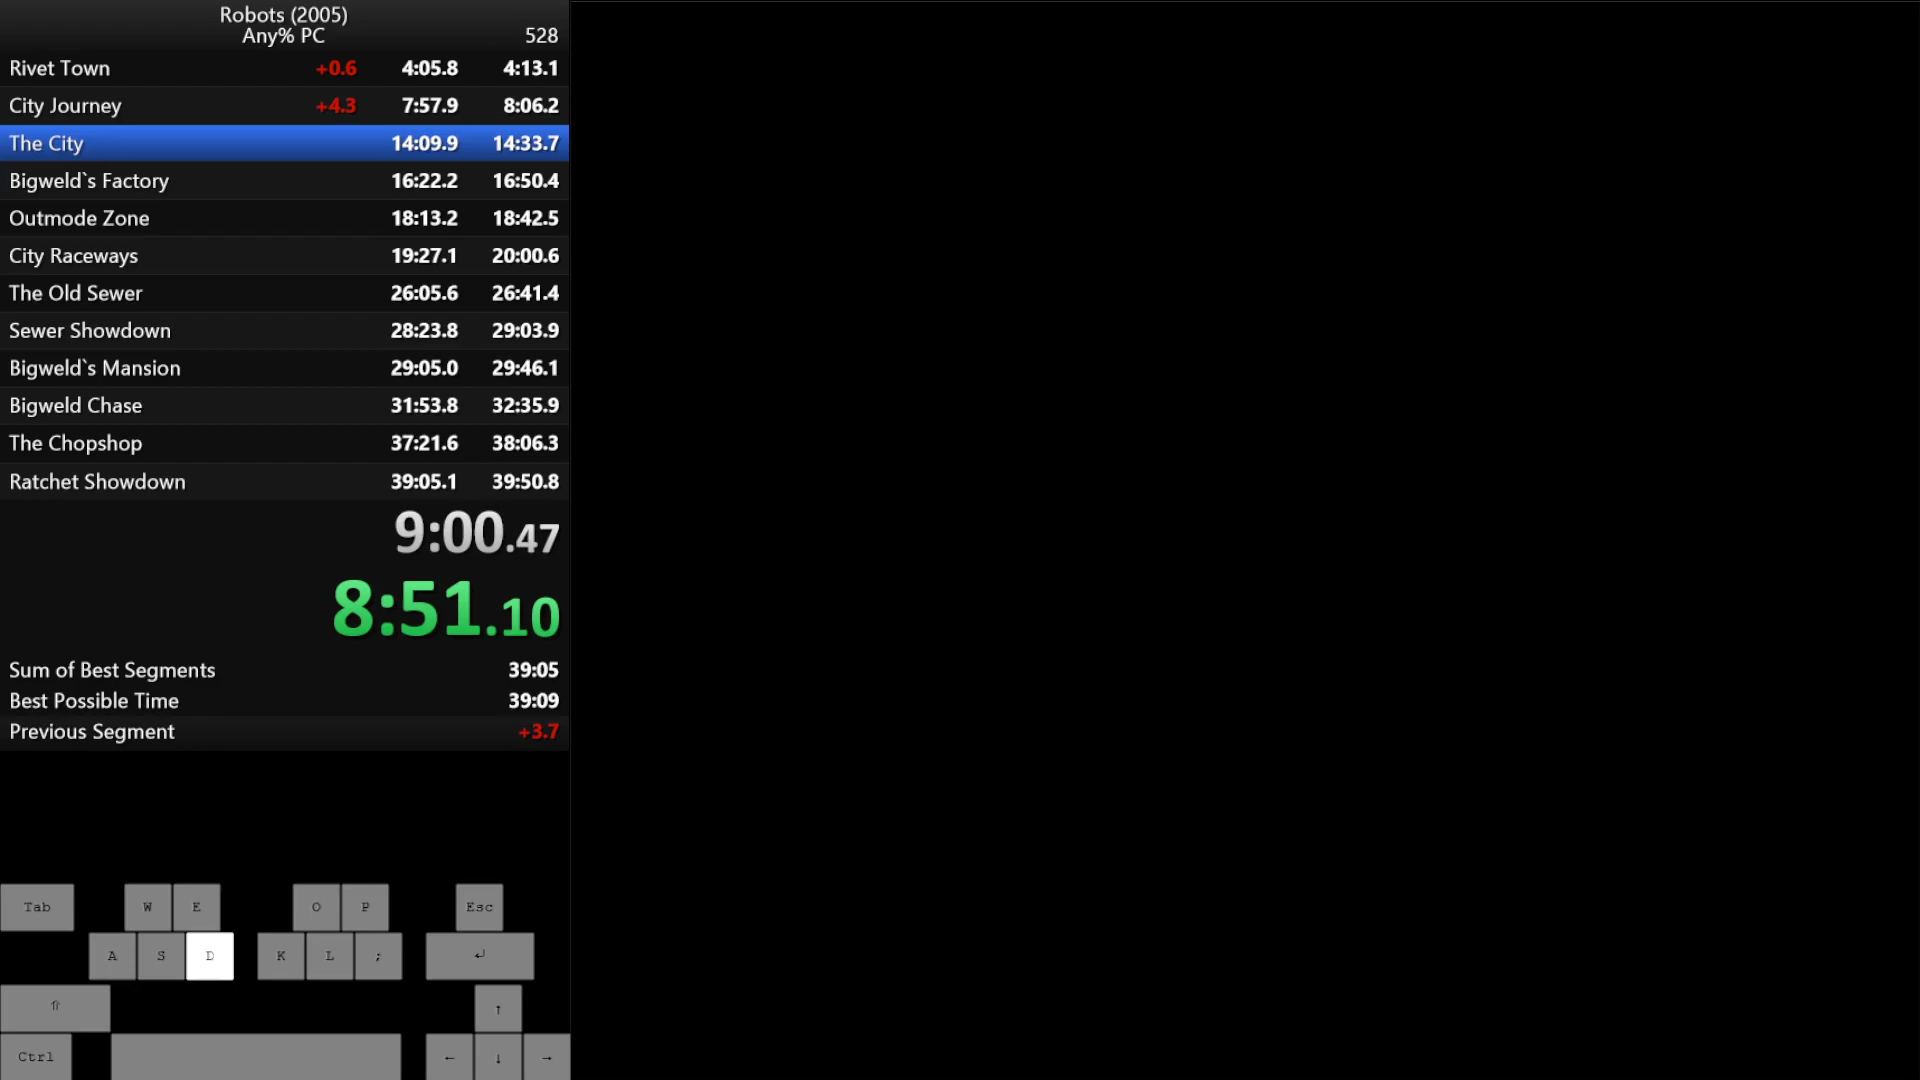 Robots (2005)
Any% PC 528
Rivet Town +0.6 4:05.8 4:13.1
City Journey +4.3 7:57.9 8:06.2
The City 14:09.9 14:33.7
Bigweld`s Factory 16:22.2 16:50.4
Outmode Zone 18:13.2 18:42.5
City Raceways 19:27.1 20:00.6
The Old Sewer 26:05.6 26:41.4
Sewer Showdown 28:23.8 29:03.9
Bigweld`s Mansion 29:05.0 29:46.1
Bigweld Chase 31:53.8 32:35.9
The Chopshop 37:21.6 38:06.3
Ratchet Showdown 39:05.1 39:50.8
9:00.47
8:51.10
Sum of Best Segments 39:05
Best Possible Time 39:09
Previous Segment +3.7
Tab W E O P Esc
A S D K L ; ↵
⇧ ↑
Ctrl ← ↓ →